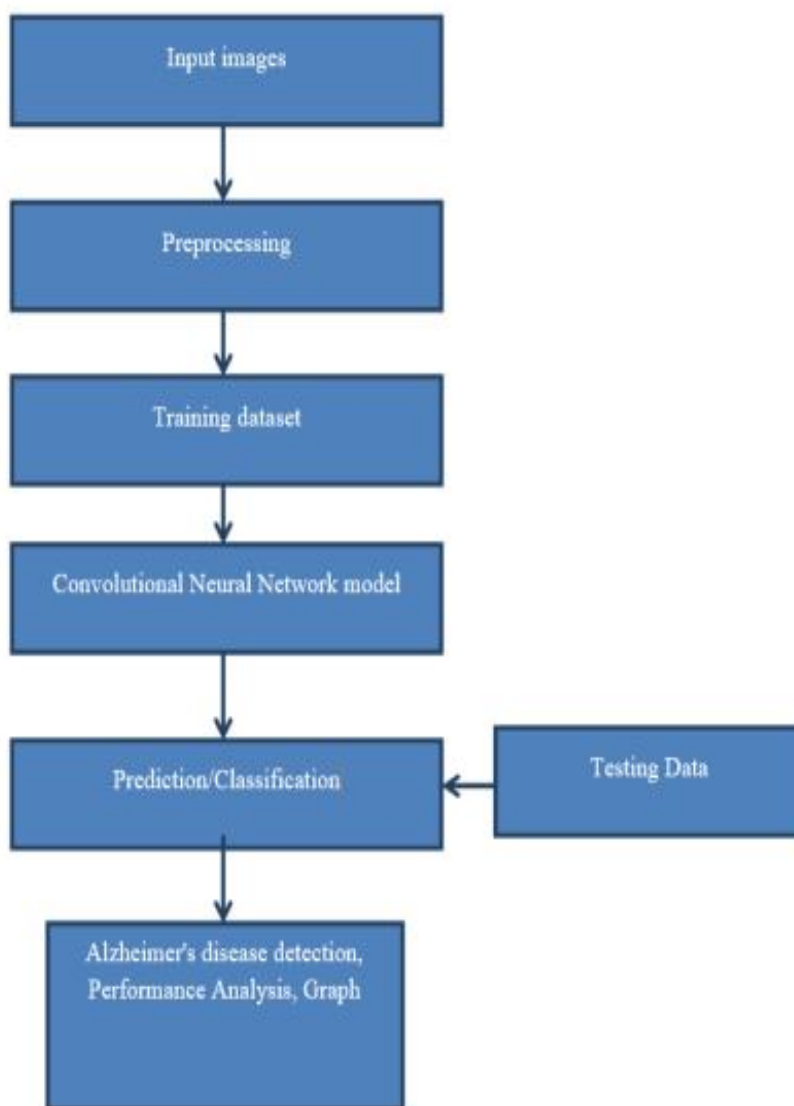 Input images
Preprocessing
Training dataset
Convolutional Neural Network model
Prediction/Classification
Testing Data
Alzheimer's disease detection,
Performance Analysis, Graph